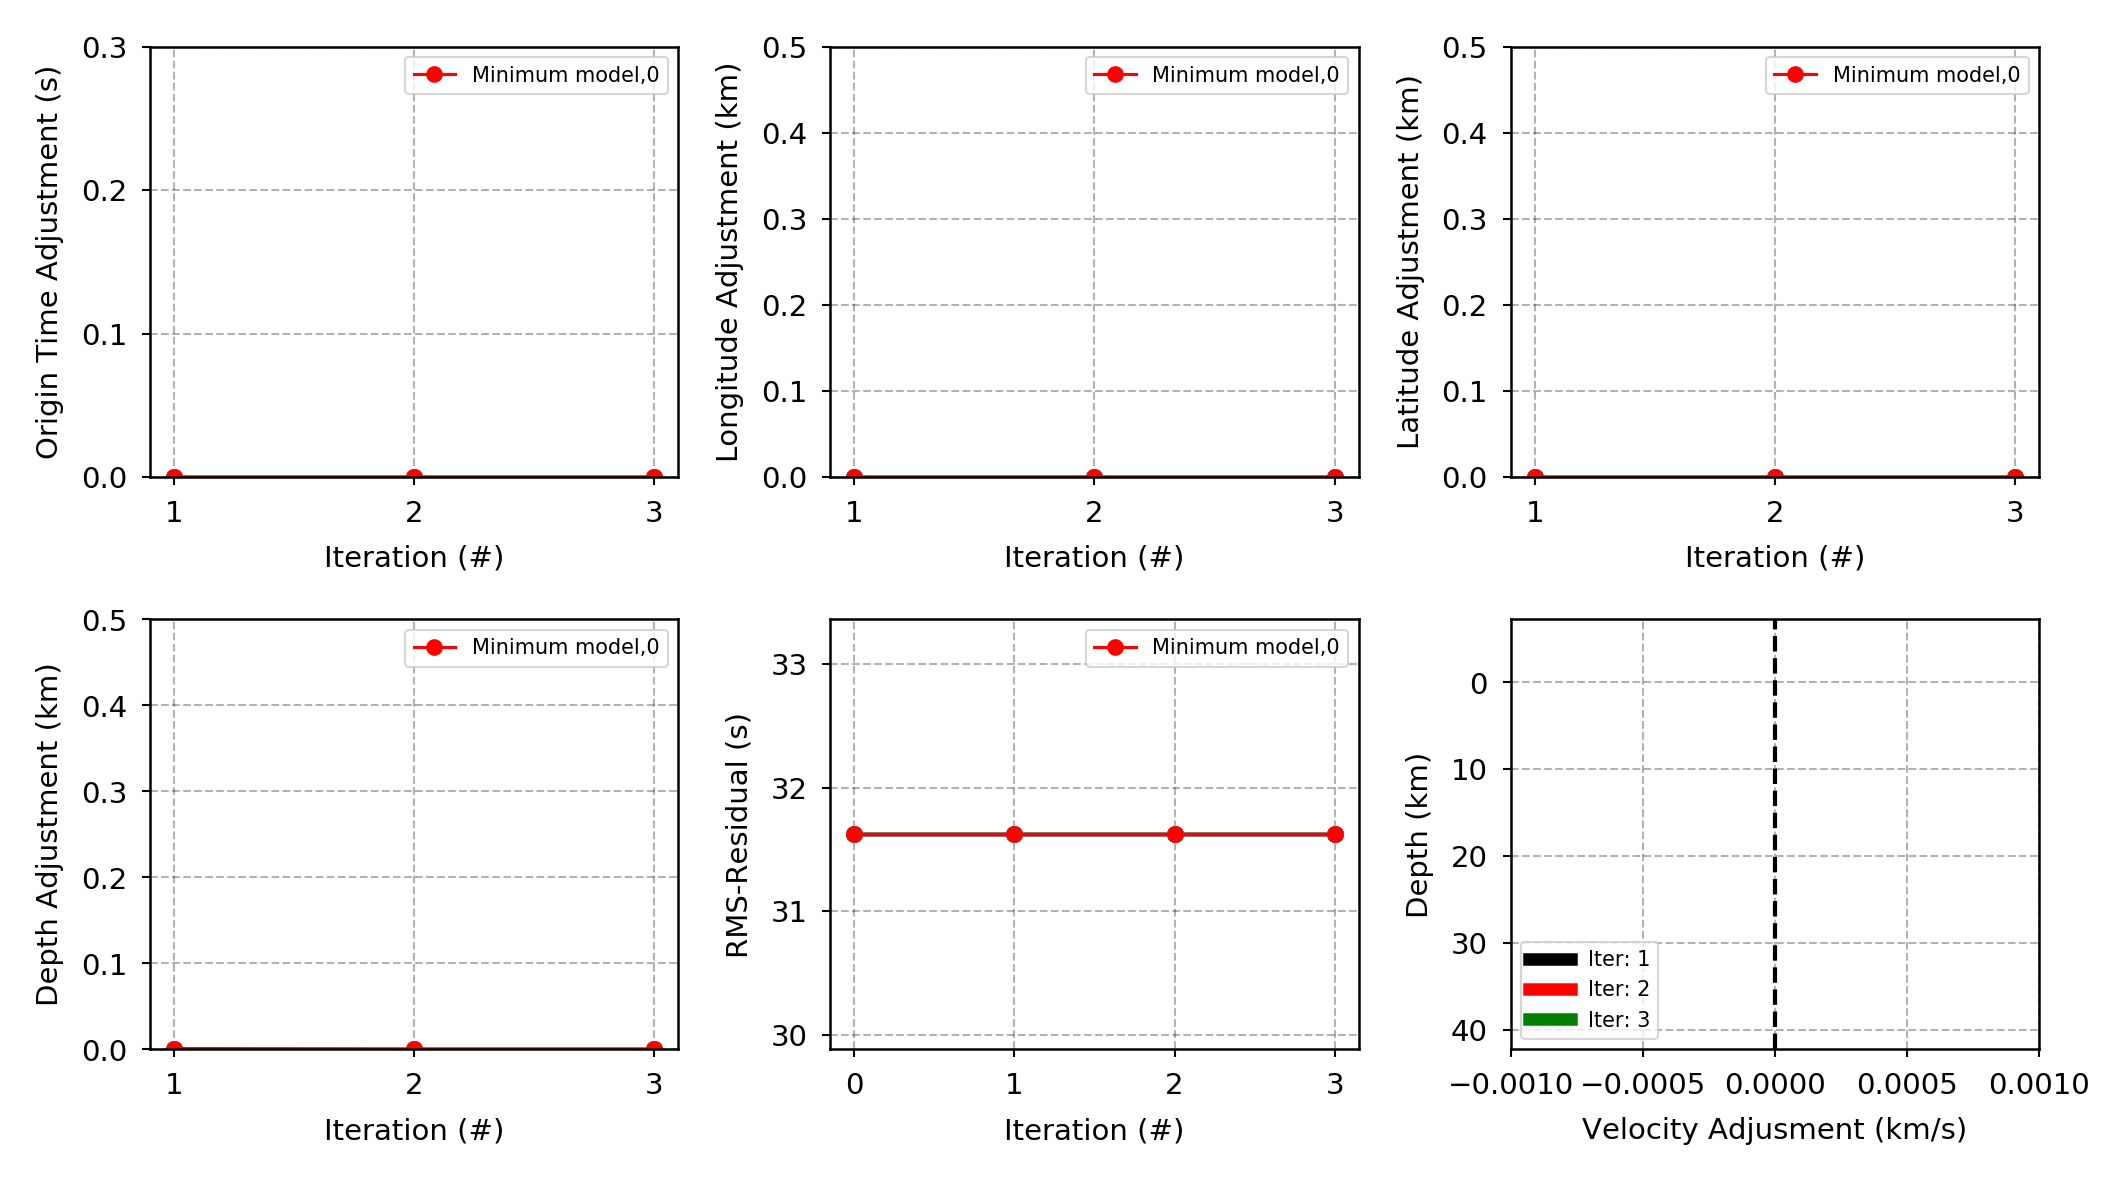 Origin Time Adjustment (s)
0.3
0.2
0.1
0.0
Minimum model,0
1 2 3
Iteration (#)
Longitude Adjustment (km)
0.5
0.4
0.3
0.2
0.1
0.0
Minimum model,0
1 2 3
Iteration (#)
Latitude Adjustment (km)
0.5
0.4
0.3
0.2
0.1
0.0
Minimum model,0
1 2 3
Iteration (#)
Depth Adjustment (km)
0.5
0.4
0.3
0.2
0.1
0.0
Minimum model,0
1 2 3
Iteration (#)
RMS-Residual (s)
33
32
31
30
Minimum model,0
0 1 2 3
Iteration (#)
Depth (km)
0
10
20
30
40
Iter: 1
Iter: 2
Iter: 3
−0.0010 −0.0005 0.0000 0.0005 0.0010
Velocity Adjusment (km/s)